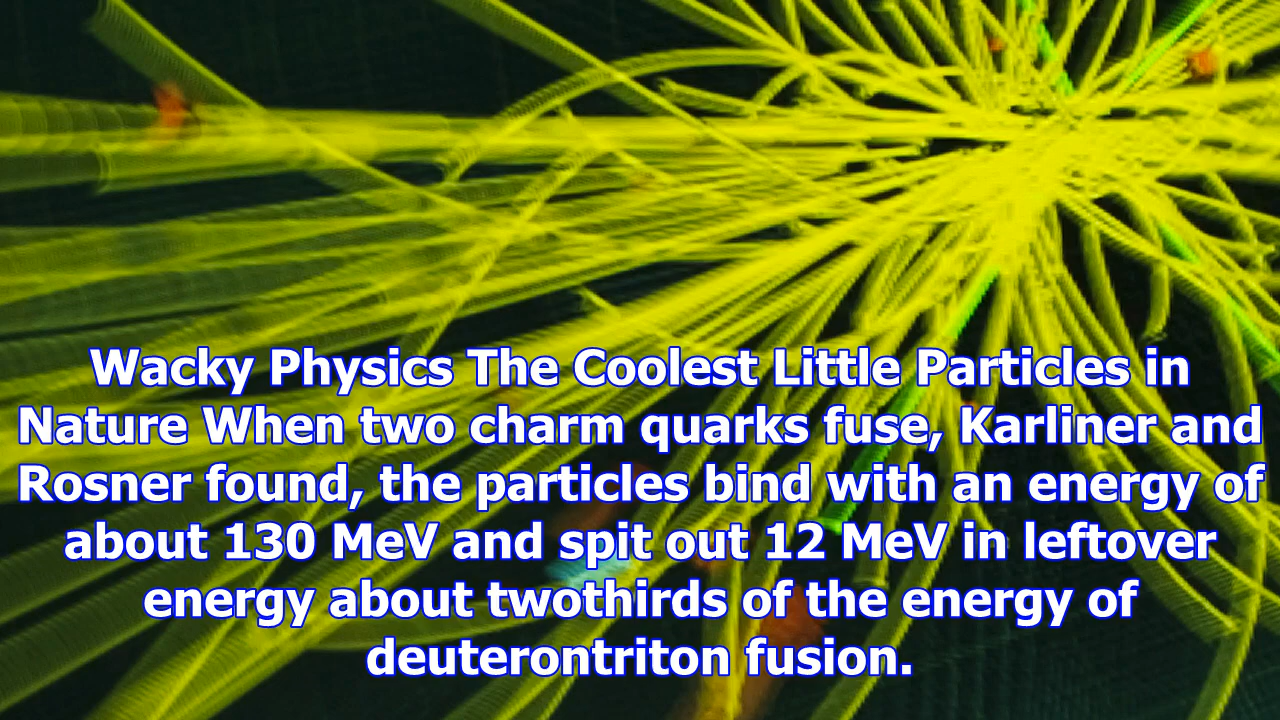 Wacky Physics The Coolest Little Particles in
Nature When two charm quarks fuse, Karliner and
Rosner found, the particles bind with an energy of
about 130 MeV and spit out 12 MeV in leftover
energy about twothirds of the energy of
deuterontriton fusion.